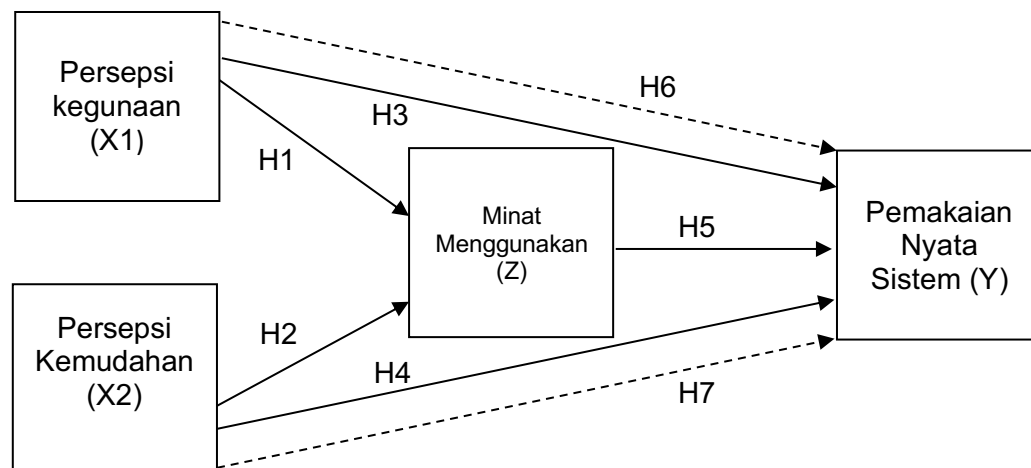 Persepsi
kegunaan
(X1)
H6
H3
H1
Minat
Menggunakan
(Z)
H5
Pemakaian
Nyata
Sistem (Y)
Persepsi
Kemudahan
(X2)
H2
H4
H7